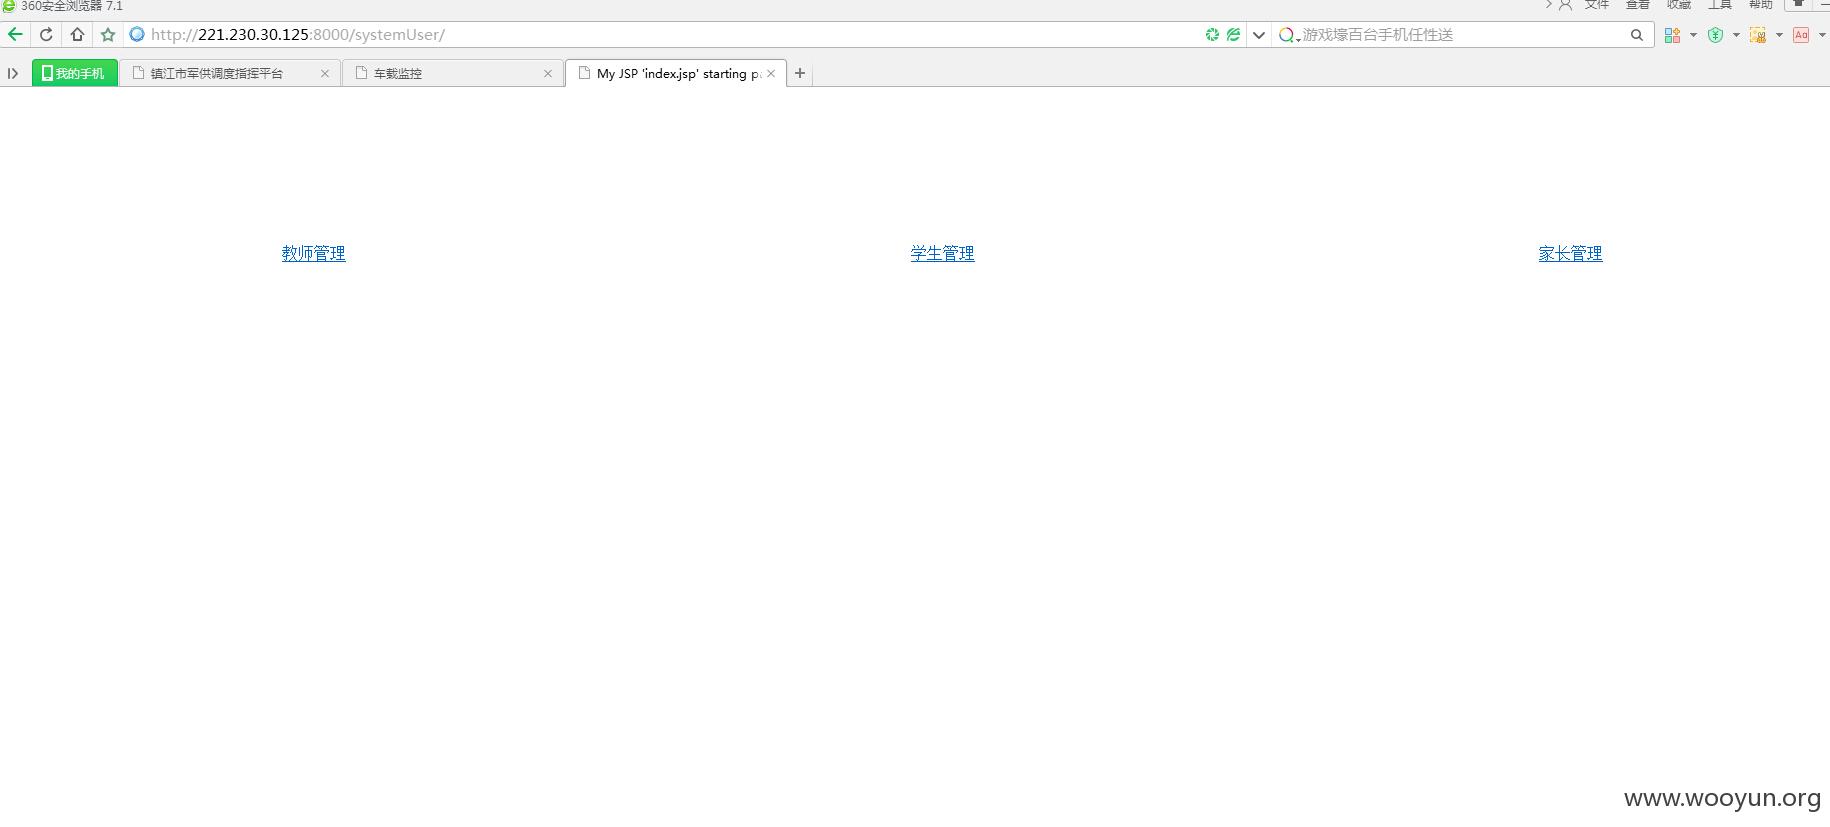 360安全浏览器 7.1
文件 查看 收藏 工具 帮助
http://221.230.30.125:8000/systemUser/
游戏壕百台手机任性送
我的手机
镇江市军供调度指挥平台
车载监控
My JSP 'index.jsp' starting p
教师管理
学生管理
家长管理
www.wooyun.org